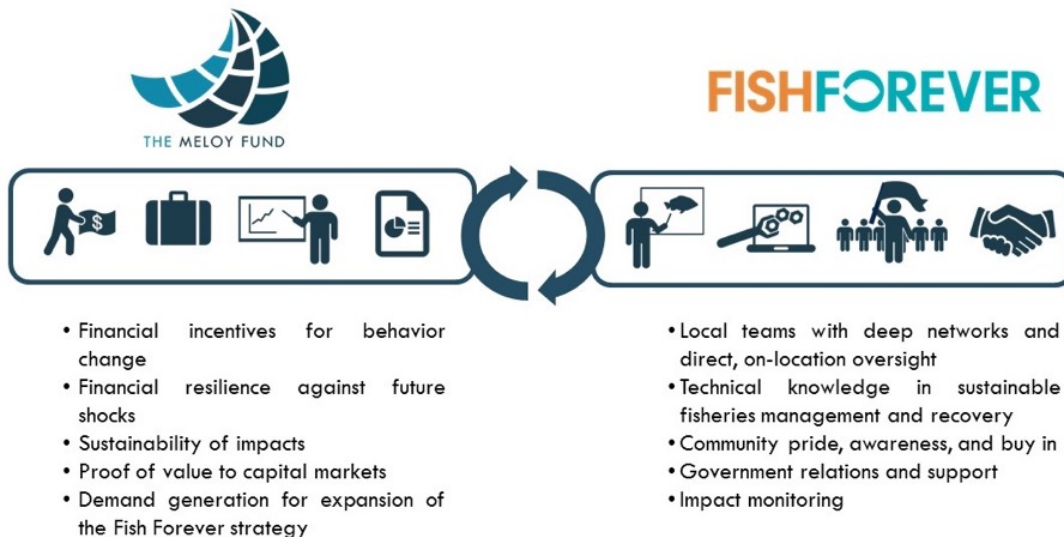 THE MELOY FUND
FISHFOREVER
$
• Financial incentives for behavior
change
• Financial resilience against future
shocks
• Sustainability of impacts
• Proof of value to capital markets
• Demand generation for expansion of
the Fish Forever strategy
• Local teams with deep networks and
direct, on-location oversight
• Technical knowledge in sustainable
fisheries management and recovery
• Community pride, awareness, and buy in
• Government relations and support
• Impact monitoring